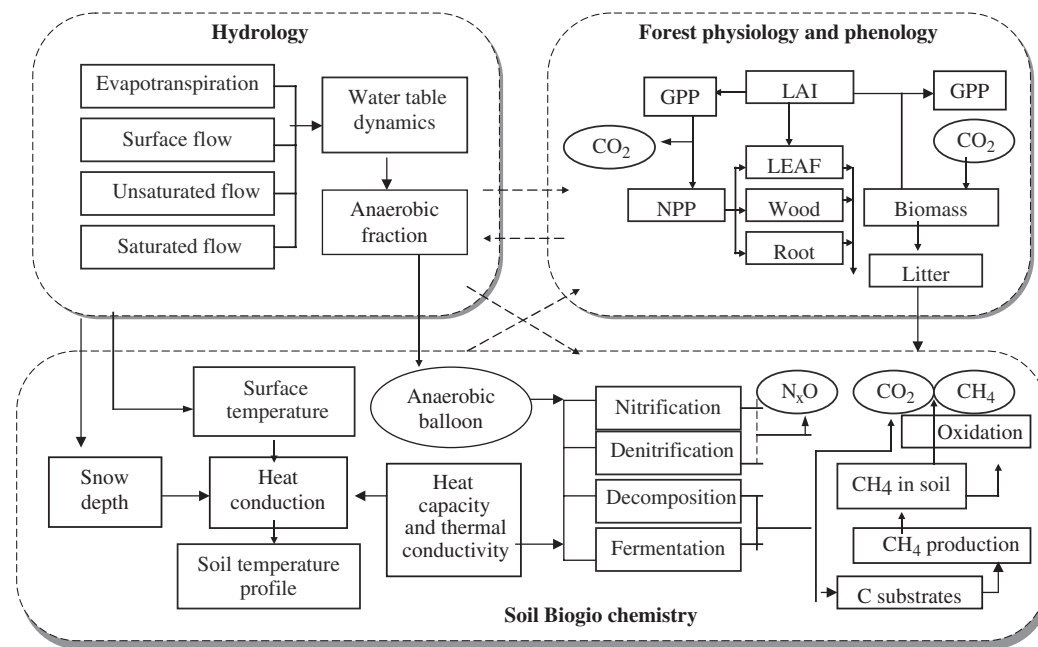 Hydrology
Evapotranspiration
Surface flow
Unsaturated flow
Saturated flow
Water table
dynamics
Anaerobic
fraction
Forest physiology and phenology
GPP
LAI
GPP
CO2
CO2
LEAF
NPP
Wood
Biomass
Root
Litter
Surface
temperature
Anaerobic
balloon
Snow
depth
Heat
conduction
Heat
capacity
and thermal
conductivity
Soil temperature
profile
Nitrification
Denitrification
Decomposition
Fermentation
NxO
CO2
CH4
Oxidation
CH4 in soil
CH4 production
C substrates
Soil Biogio chemistry